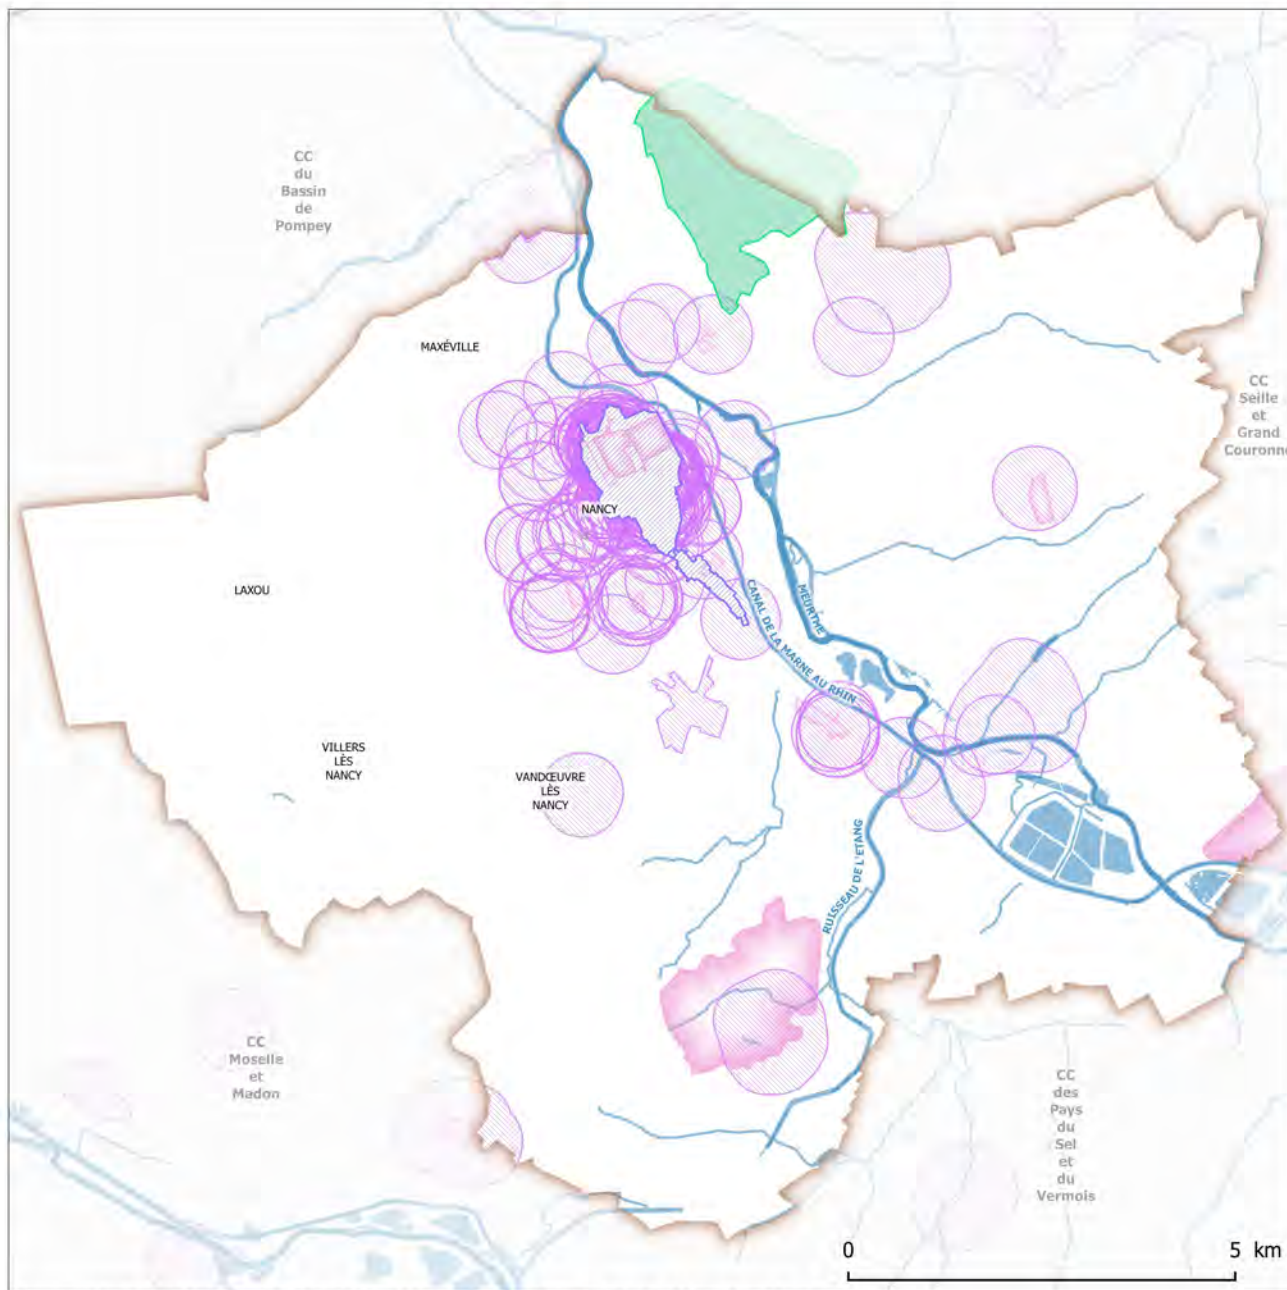 CC
du
Bassin
de
Pompey
MAXÉVILLE
CC
Seille
et
Grand
Couronné
NANCY
LAXOU
MEURTHE
CANAL DE LA MARNE AU RHIN
VILLERS
LÈS
NANCY
VANDŒUVRE
LÈS
NANCY
RUISSEAU DE L'ETANG
CC
Moselle
et
Madon
CC
des
Pays
du
Sel
et
du
Vermois
0 5 km